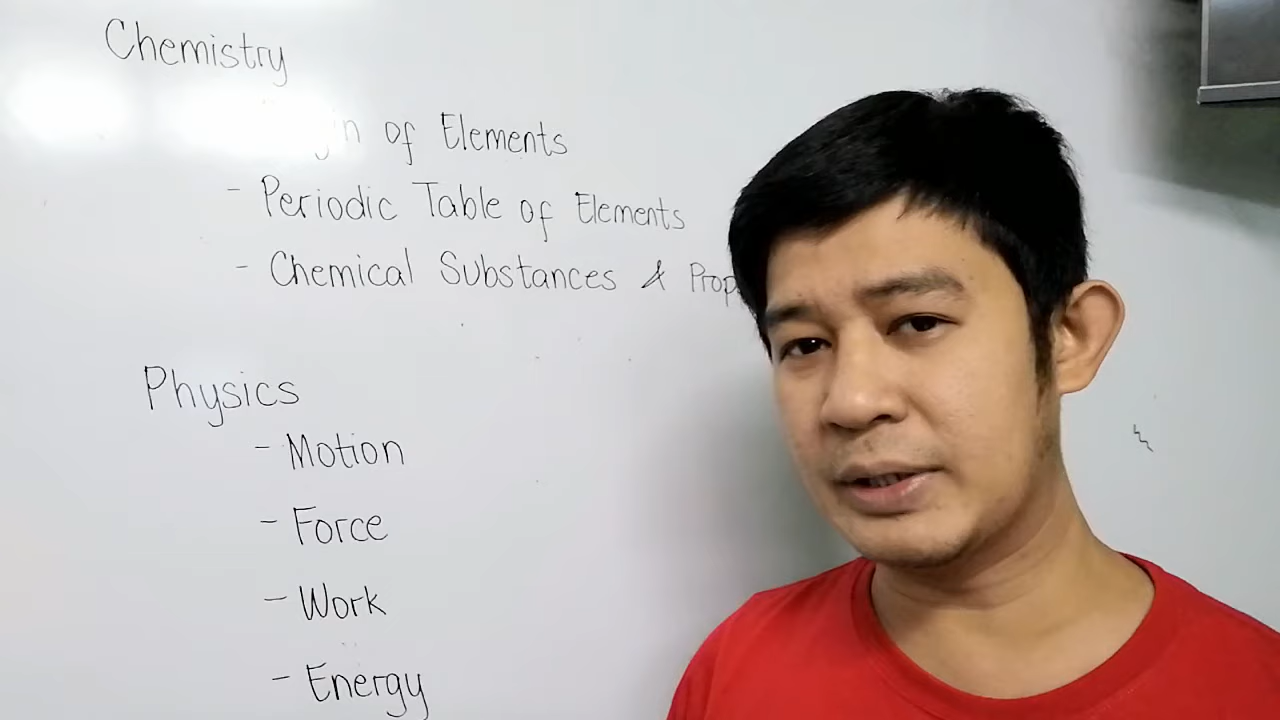 Chemistry
of Elements
- Periodic Table of Elements
- Chemical Substances &
Physics
- Motion
- Force
- Work
- Energy